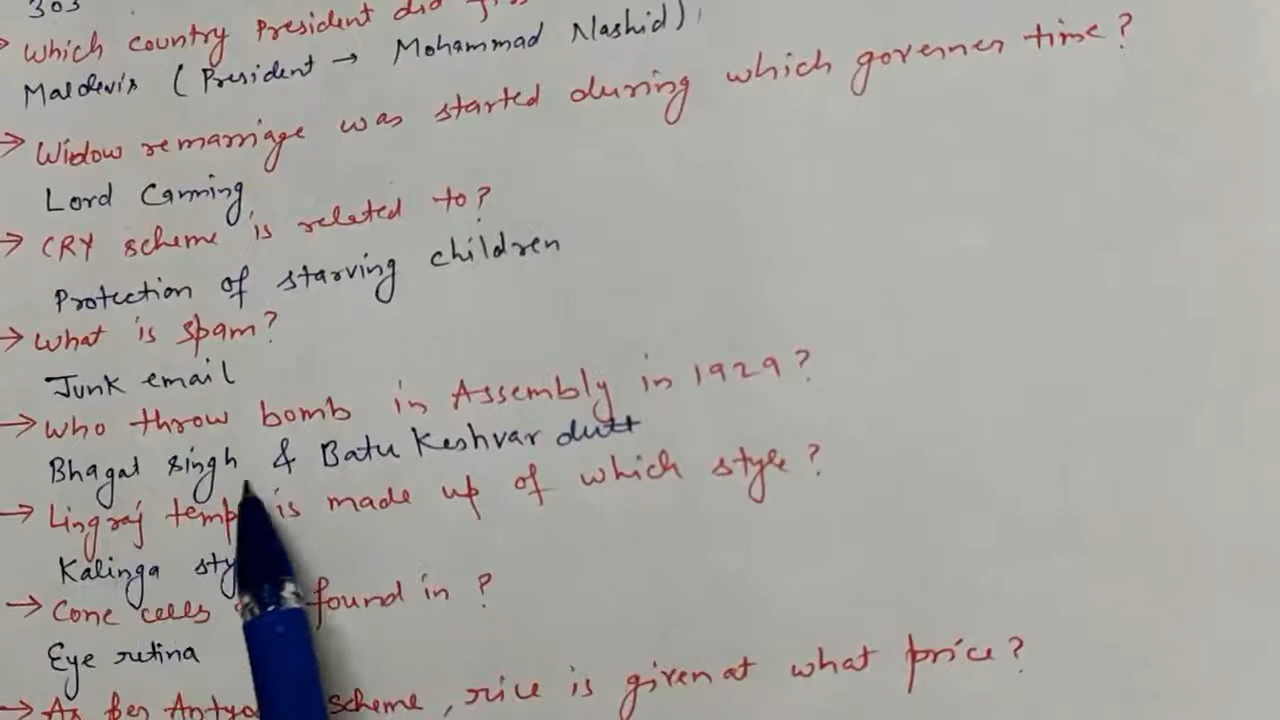 303
→ Which country President did
Maldevis (President → Mohammad Nashid)
→ Widow remarriage was started during which governer time?
Lord Canning
→ CRY scheme is related to?
Protection of starving children
→ What is spam?
Junk email
→ Who throw bomb in Assembly in 1929?
Bhagat Singh & Batu Keshvar dutt
→ Lingraj temp is made up of which style?
Kalinga sty
→ Cone cells found in ?
Eye retina
→ As per Antyo scheme, rice is given at what price?